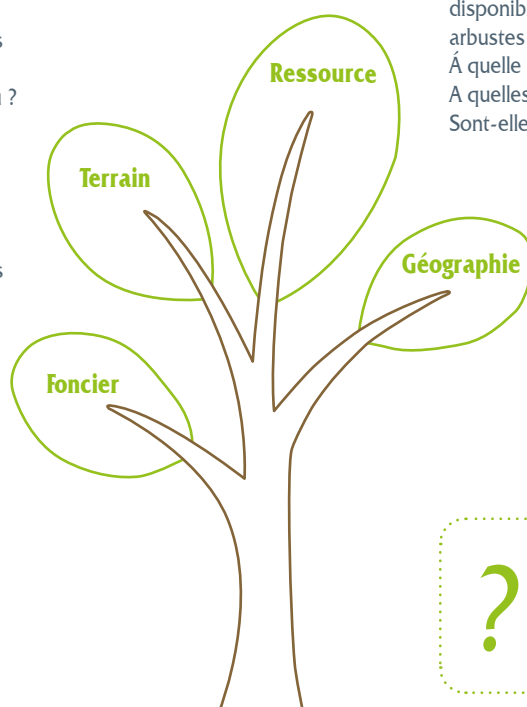 disponib
arbustes
Á quelle
A quelles
Sont-elle
s
?
Ressource
Terrain
Géographie
s
Foncier
?